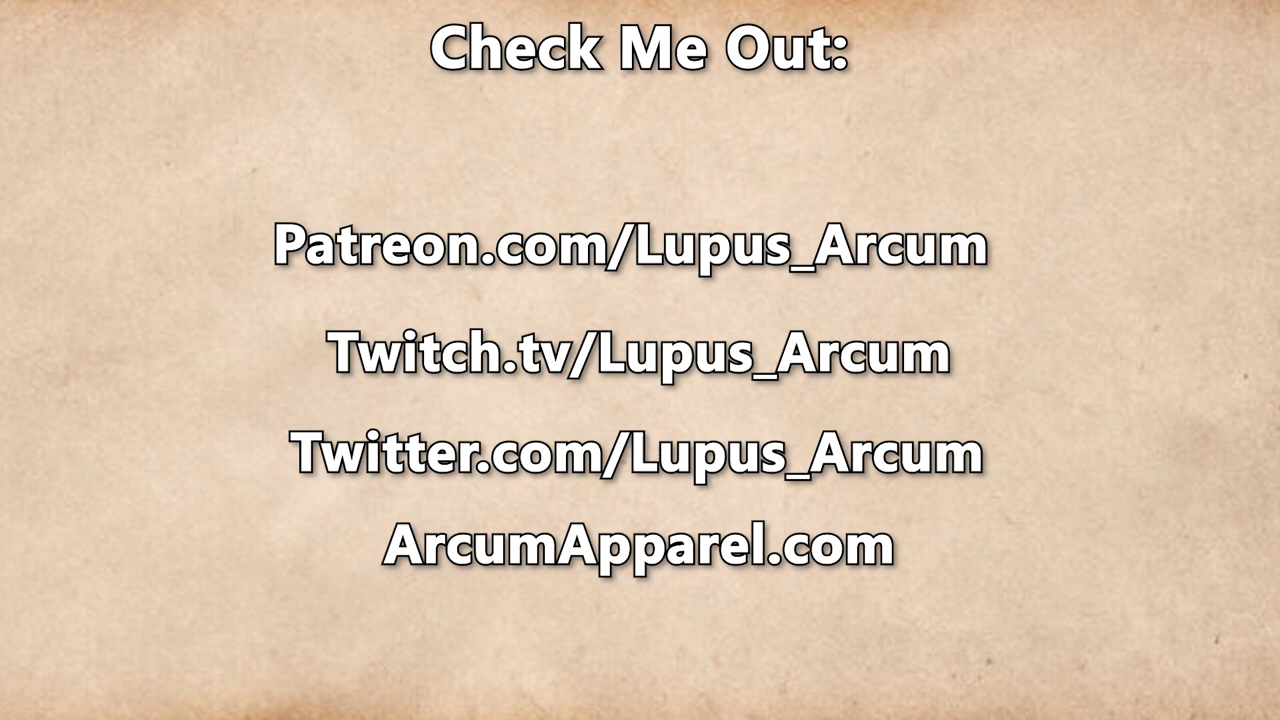 Check Me Out:
Patreon.com/Lupus_Arcum
Twitch.tv/Lupus_Arcum
Twitter.com/Lupus_Arcum
ArcumApparel.com